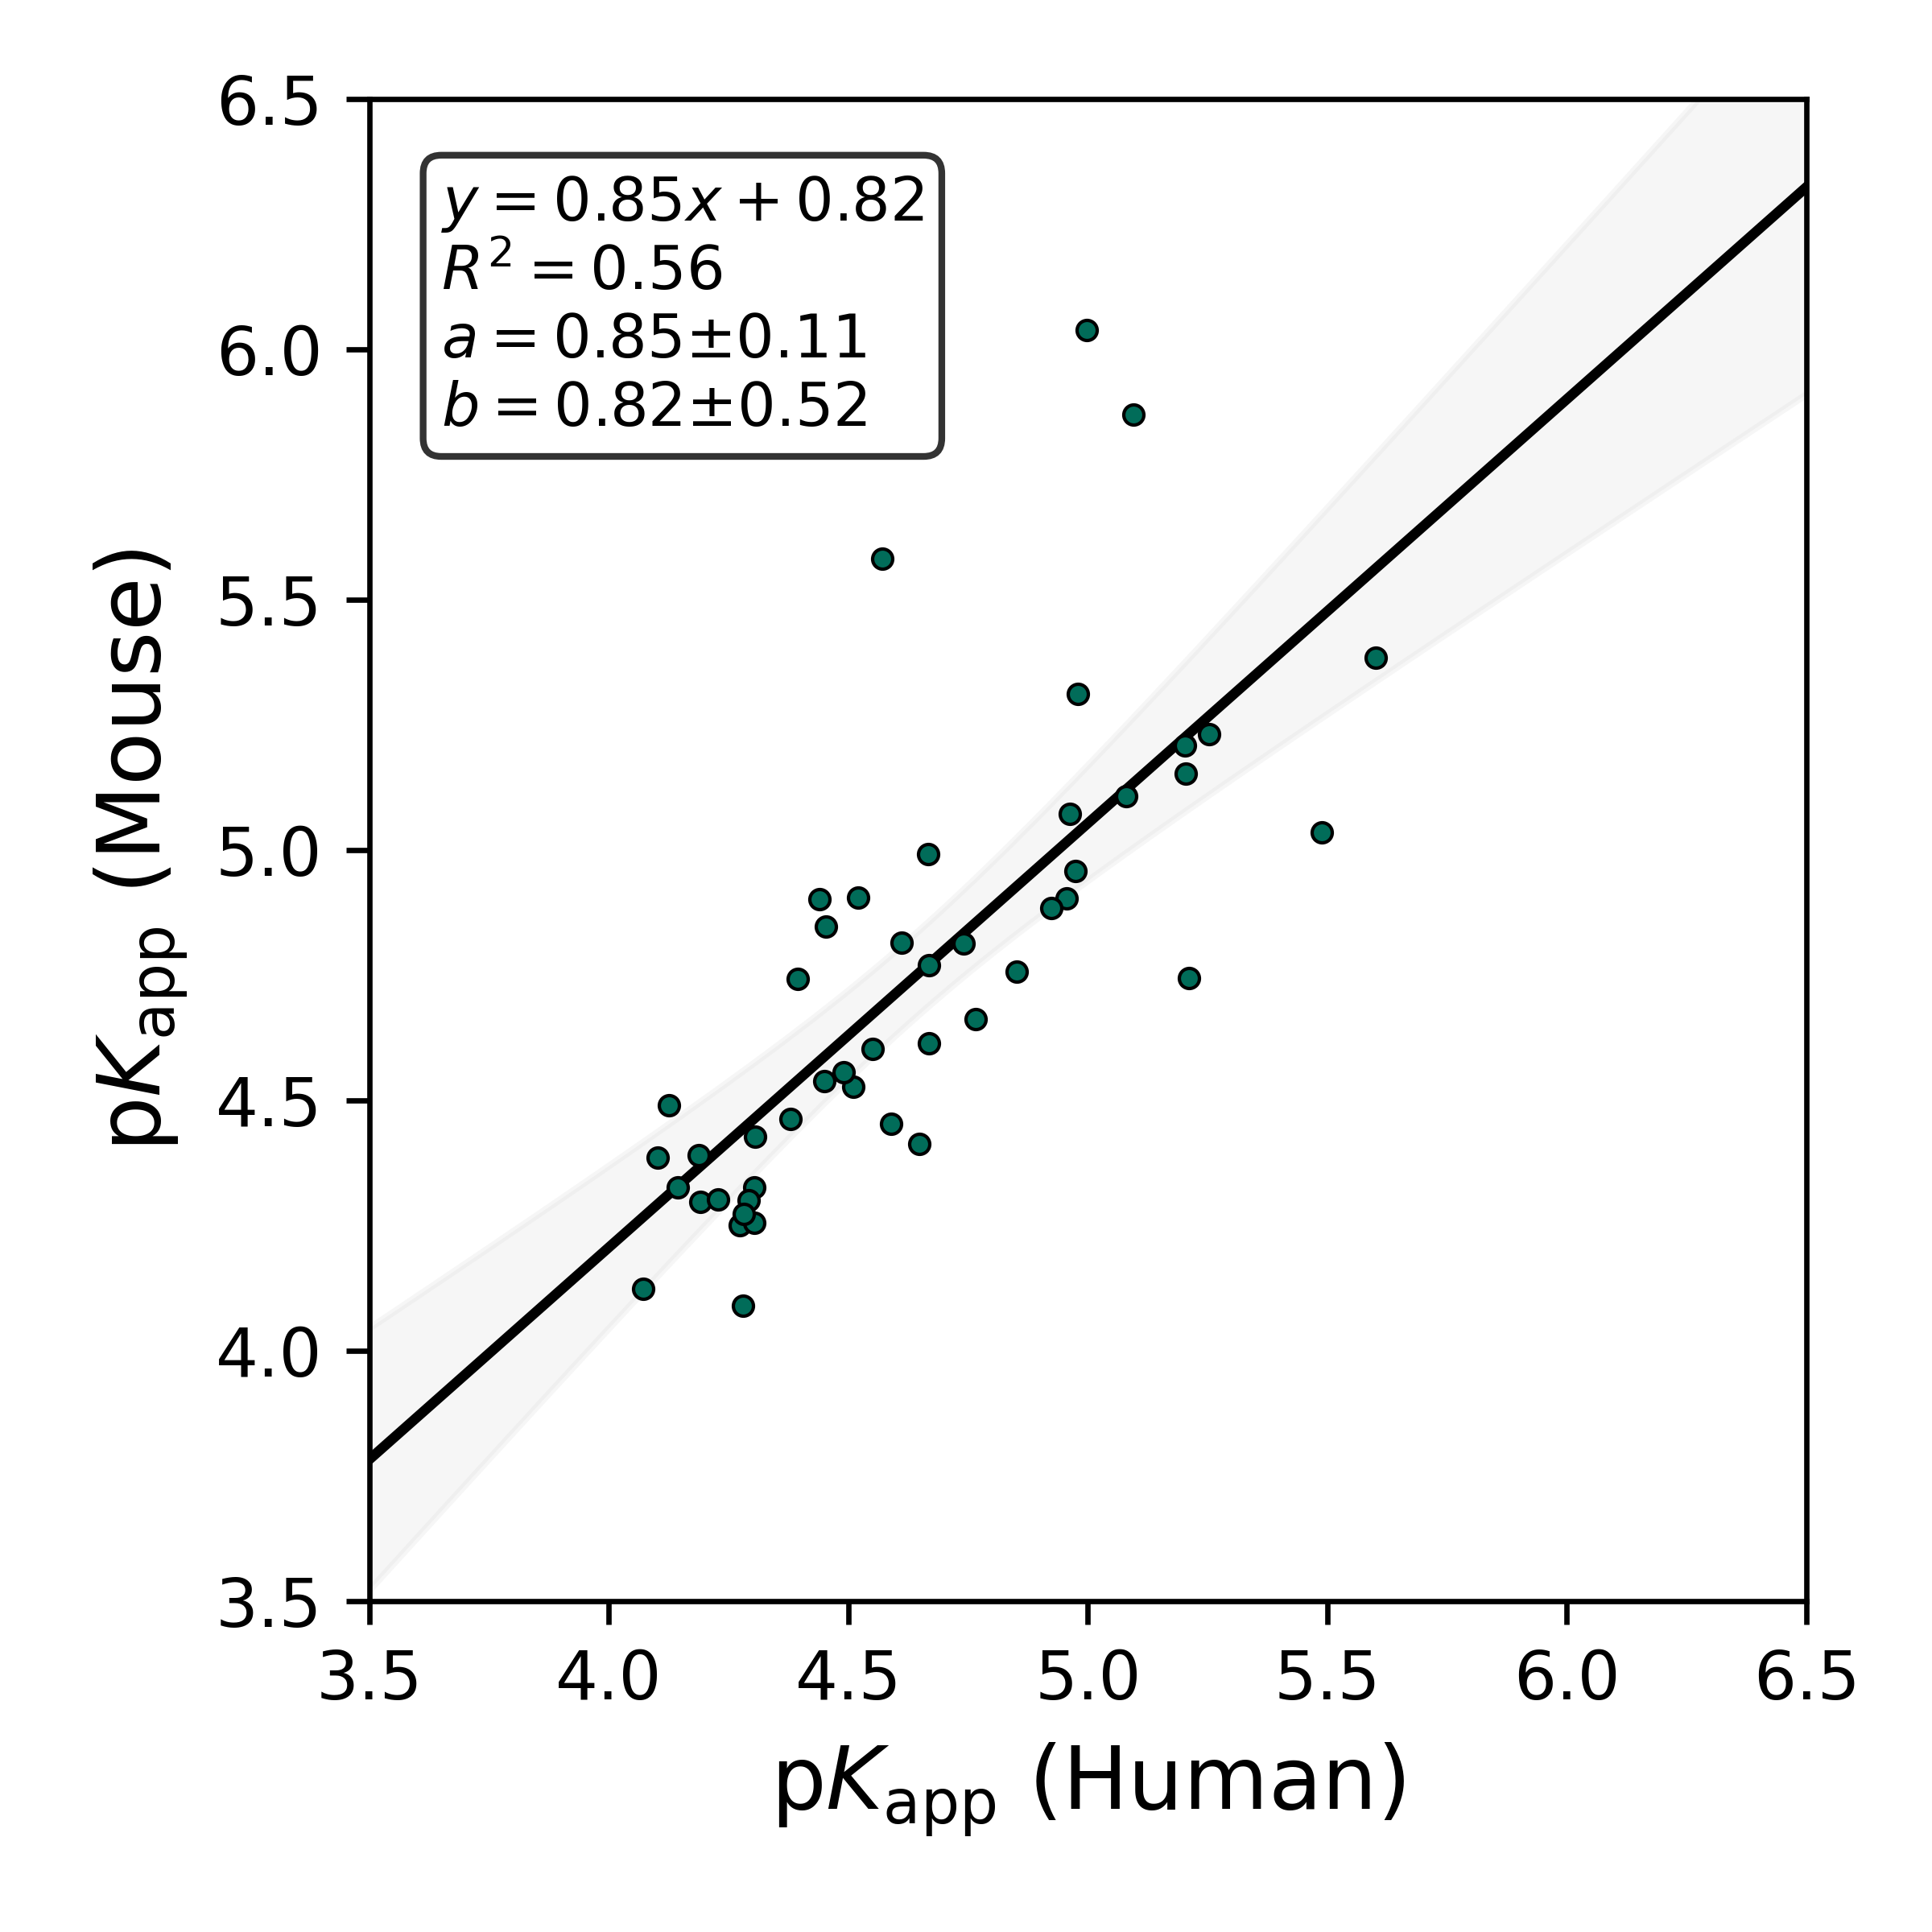 y = 0.85x + 0.82
R² = 0.56
a = 0.85±0.11
b = 0.82±0.52
6.5
6.0
5.5
5.0
4.5
4.0
3.5
pKapp (Mouse)
3.5 4.0 4.5 5.0 5.5 6.0 6.5
pKapp (Human)